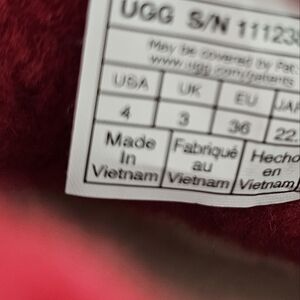 UGG S/N 11123
May be covered by Pat
www.ugg.com/patents
USA UK EU JA
4 3 36 22.
Made in Vietnam Fabriqué au Vietnam Hecho en Vietnam